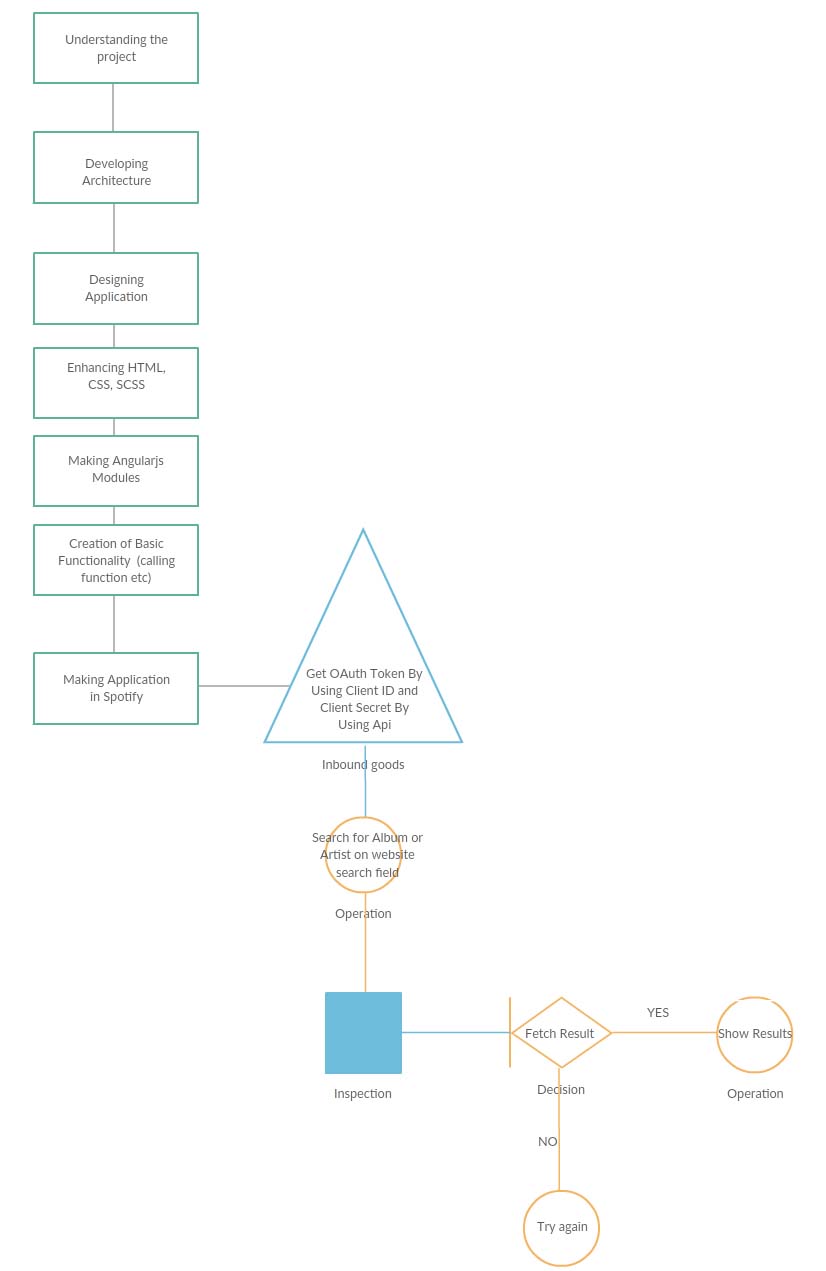 Understanding the
project
Developing
Architecture
Designing
Application
Enhancing HTML,
CSS, SCSS
Making Angularjs
Modules
Creation of Basic
Functionality (calling
function etc)
Making Application
in Spotify
Get OAuth Token By
Using Client ID and
Client Secret By
Using Api
Inbound goods
Search for Album or
Artist on website
search field
Operation
Inspection
Fetch Result
Decision
YES
Show Results
Operation
NO
Try again